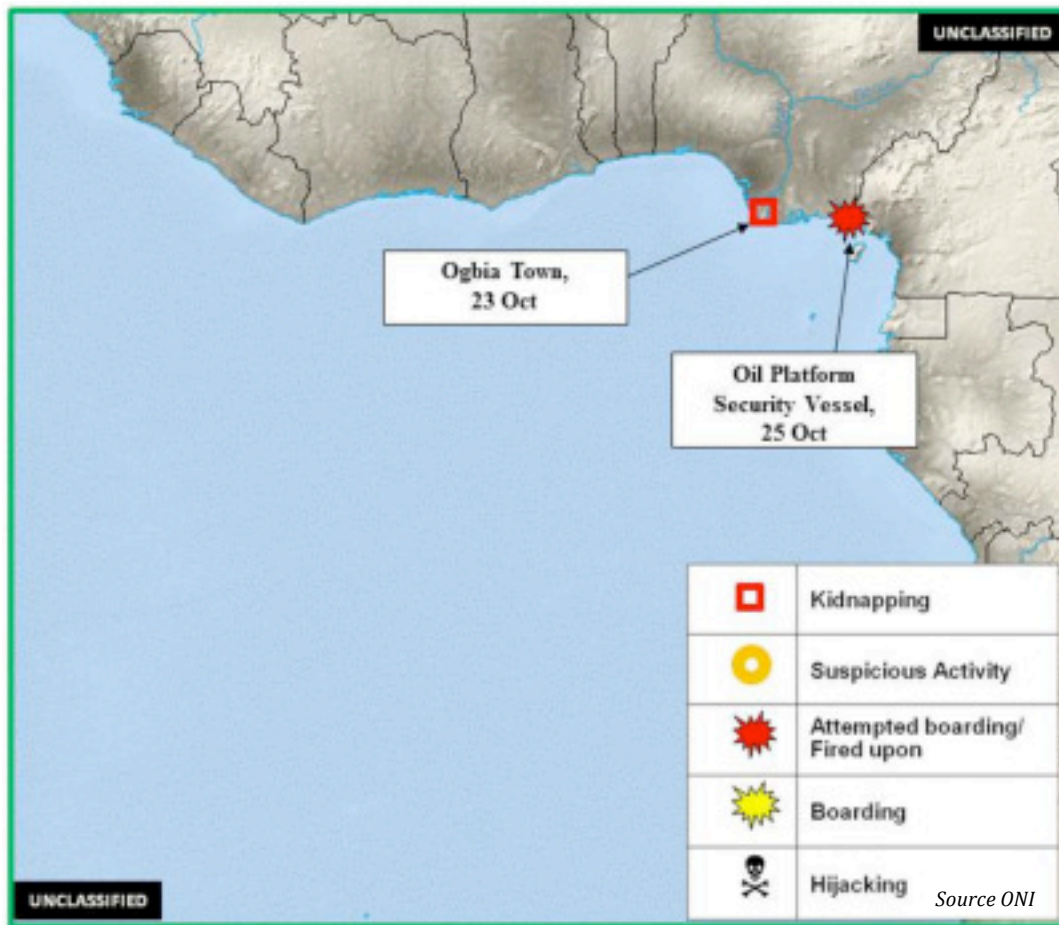 UNCLASSIFIED
Ogbia Town,
23 Oct
Oil Platform
Security Vessel,
25 Oct
Kidnapping
Suspicious Activity
Attempted boarding/
Fired upon
Boarding
Hijacking
Source ONI
UNCLASSIFIED